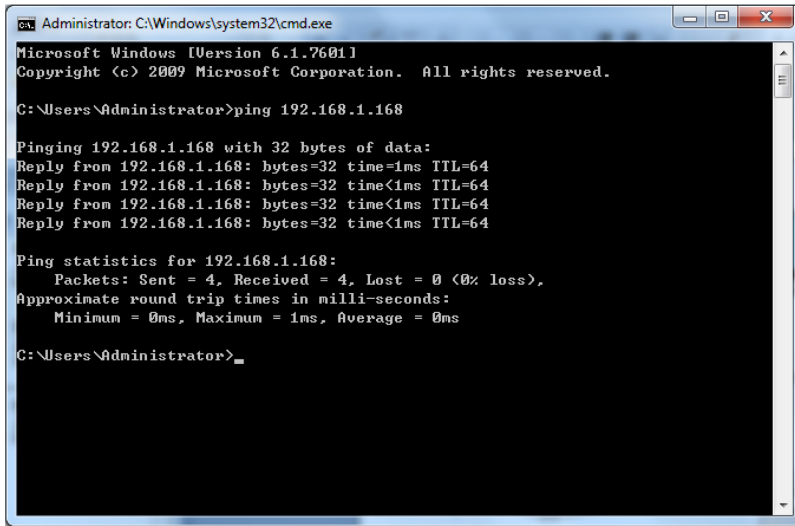 Administrator: C:\Windows\system32\cmd.exe
Microsoft Windows [Version 6.1.7601]
Copyright (c) 2009 Microsoft Corporation.  All rights reserved.
C:\Users\Administrator>ping 192.168.1.168
Pinging 192.168.1.168 with 32 bytes of data:
Reply from 192.168.1.168: bytes=32 time=1ms TTL=64
Reply from 192.168.1.168: bytes=32 time<1ms TTL=64
Reply from 192.168.1.168: bytes=32 time<1ms TTL=64
Reply from 192.168.1.168: bytes=32 time<1ms TTL=64
Ping statistics for 192.168.1.168:
    Packets: Sent = 4, Received = 4, Lost = 0 (0% loss),
Approximate round trip times in milli-seconds:
    Minimum = 0ms, Maximum = 1ms, Average = 0ms
C:\Users\Administrator>_